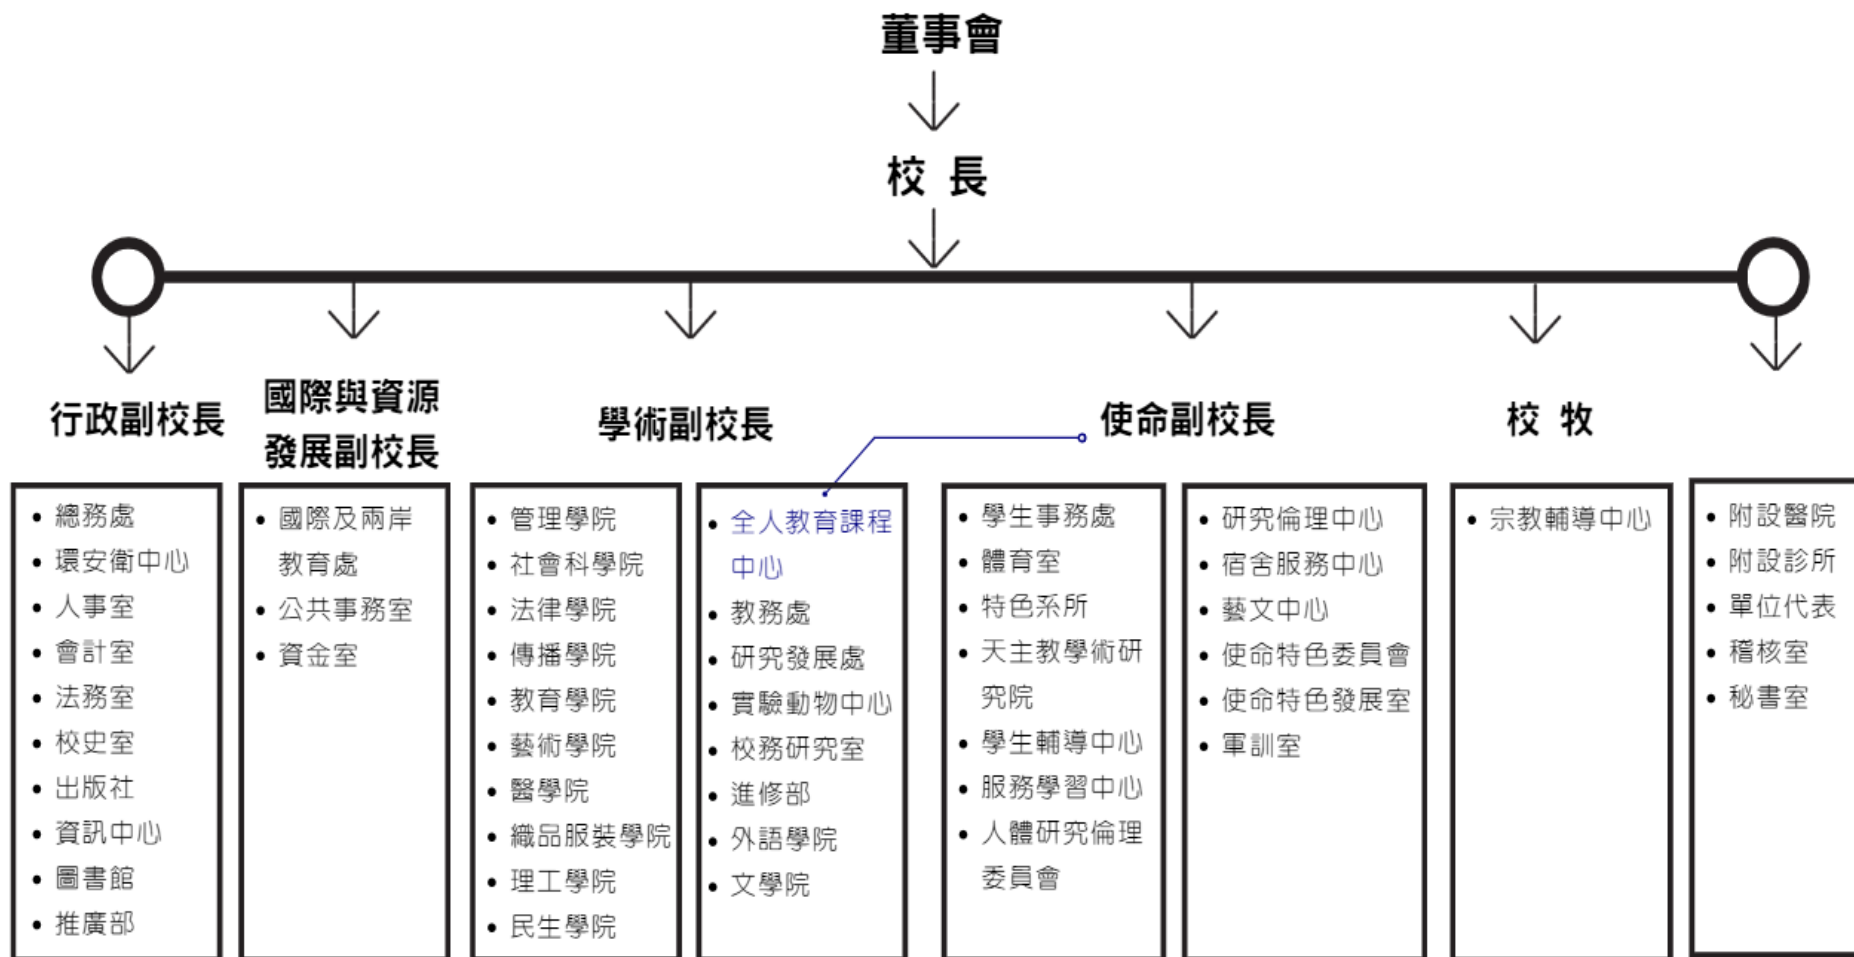 董事會
校 長
行政副校長
國際與資源
發展副校長
學術副校長
使命副校長
校 牧
• 總務處
• 環安衛中心
• 人事室
• 會計室
• 法務室
• 校史室
• 出版社
• 資訊中心
• 圖書館
• 推廣部
• 國際及兩岸
教育處
• 公共事務室
• 資金室
• 管理學院
• 社會科學院
• 法律學院
• 傳播學院
• 教育學院
• 藝術學院
• 醫學院
• 織品服裝學院
• 理工學院
• 民生學院
• 全人教育課程
中心
• 教務處
• 研究發展處
• 實驗動物中心
• 校務研究室
• 進修部
• 外語學院
• 文學院
• 學生事務處
• 體育室
• 特色系所
• 天主教學術研
究院
• 學生輔導中心
• 服務學習中心
• 人體研究倫理
委員會
• 研究倫理中心
• 宿舍服務中心
• 藝文中心
• 使命特色委員會
• 使命特色發展室
• 軍訓室
• 宗教輔導中心
• 附設醫院
• 附設診所
• 單位代表
• 稽核室
• 秘書室